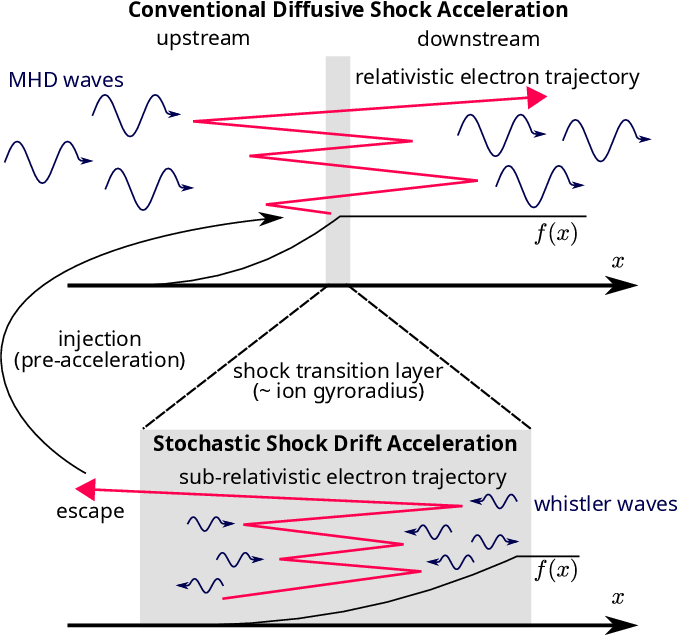 Conventional Diffusive Shock Acceleration
upstream
downstream
MHD waves
relativistic electron trajectory
f(x)
x
injection
(pre-acceleration)
shock transition layer
(~ ion gyroradius)
Stochastic Shock Drift Acceleration
sub-relativistic electron trajectory
escape
whistler waves
f(x)
x